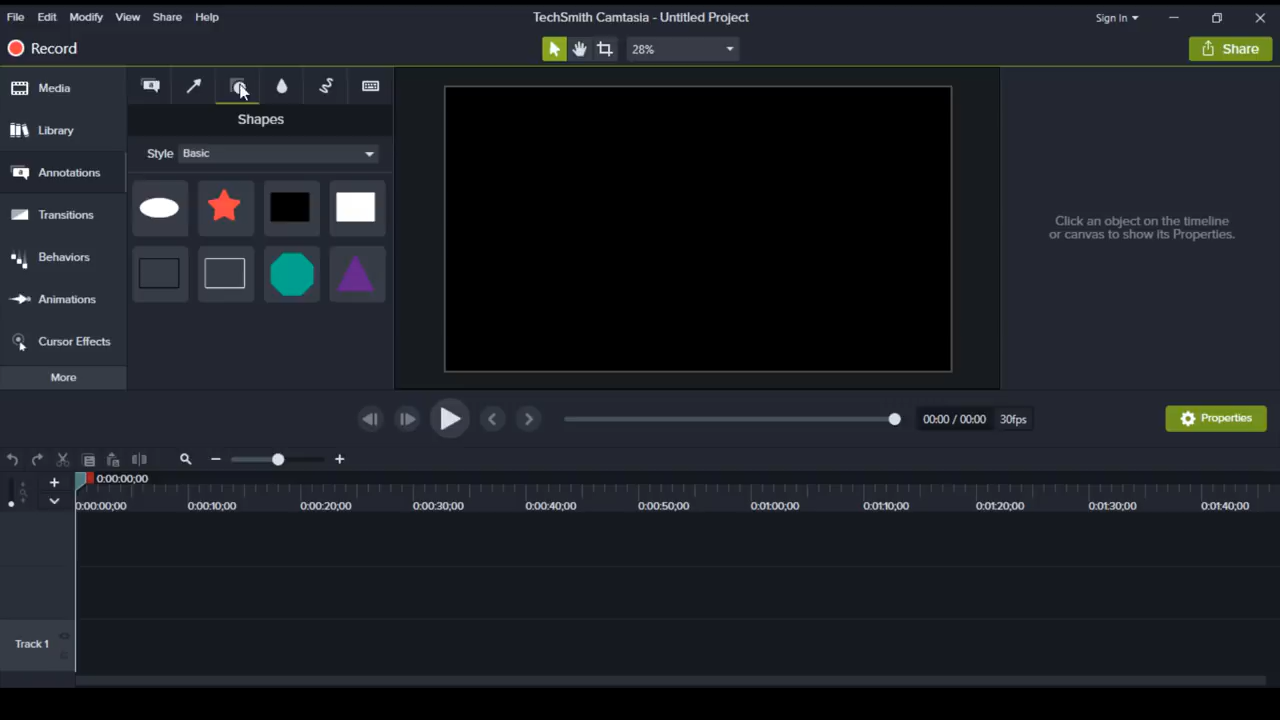 File Edit Modify View Share Help
TechSmith Camtasia - Untitled Project
Sign In
Record
28%
Share
Media
Library
Annotations
Transitions
Behaviors
Animations
Cursor Effects
More
Shapes
Style Basic
Click an object on the timeline
or canvas to show its Properties.
00:00 / 00:00 30fps
Properties
0:00:00;00
0:00:00;00 0:00:10;00 0:00:20;00 0:00:30;00 0:00:40;00 0:00:50;00 0:01:00;00 0:01:10;00 0:01:20;00 0:01:30;00 0:01:40;00
Track 1